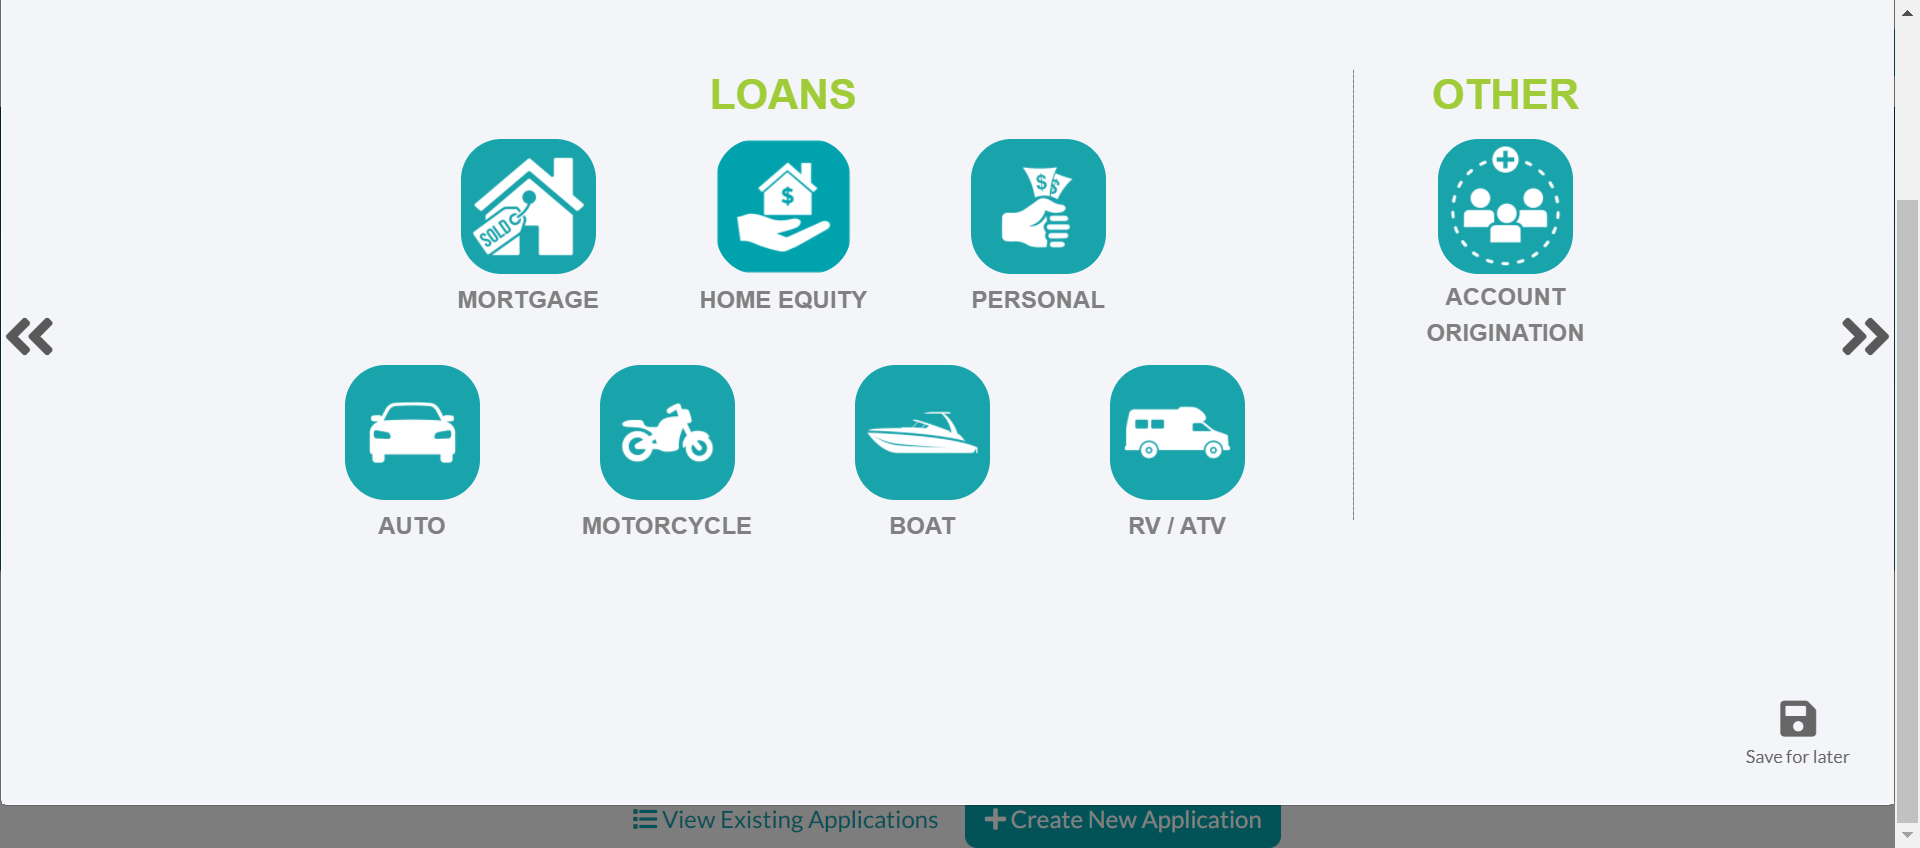 LOANS
OTHER
SOLD
$
$
$
MORTGAGE
HOME EQUITY
PERSONAL
ACCOUNT
ORIGINATION
AUTO
MOTORCYCLE
BOAT
RV / ATV
Save for later
View Existing Applications
Create New Application